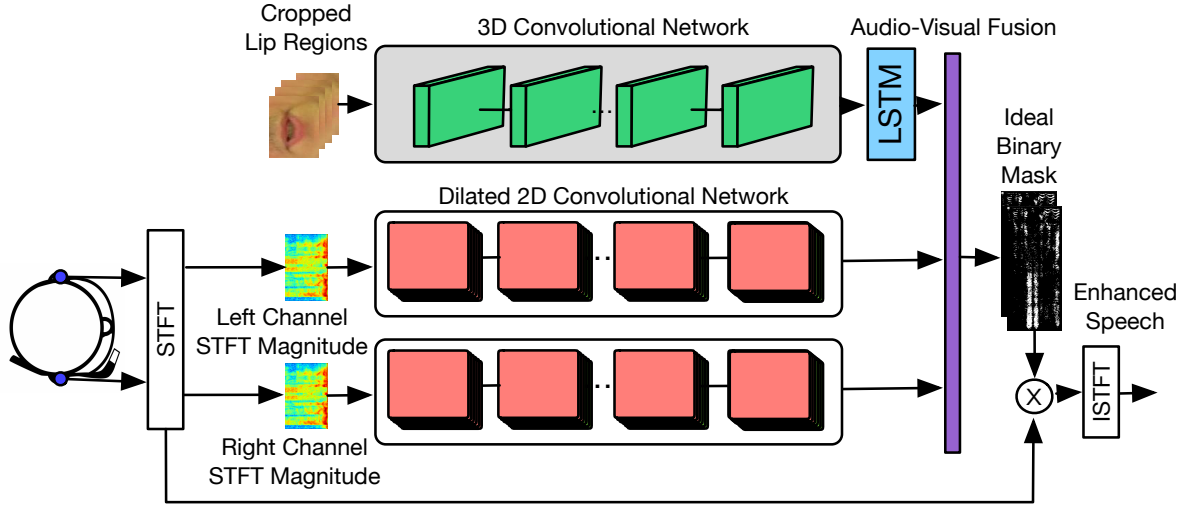 Cropped
Lip Regions
3D Convolutional Network
Audio-Visual Fusion
...
LSTM
Ideal
Binary
Mask
Dilated 2D Convolutional Network
STFT
..
Left Channel
STFT Magnitude
Enhanced
Speech
..
X
ISTFT
Right Channel
STFT Magnitude